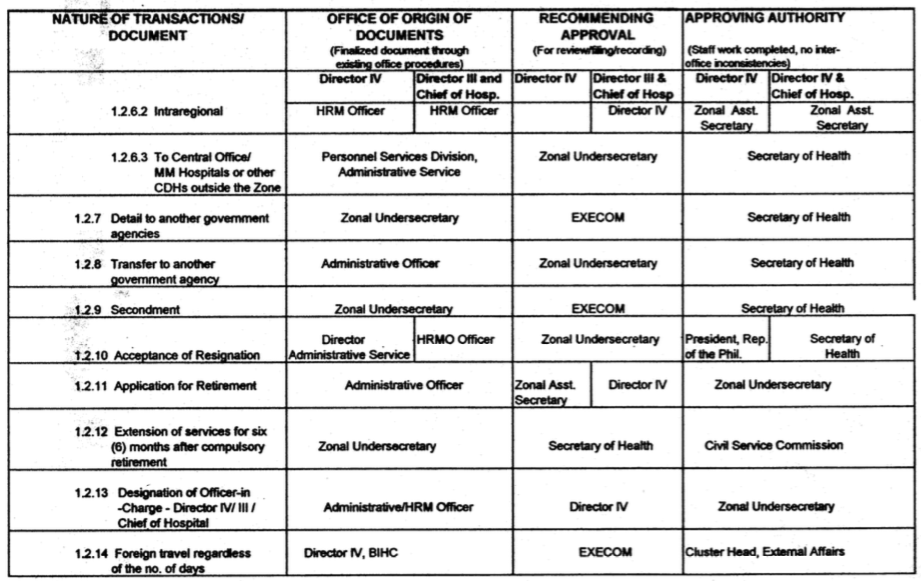 NATURE OF TRANSACTIONS/
DOCUMENT
OFFICE OF ORIGIN OF
DOCUMENTS
(Finalized document through
existing office procedures)
RECOMMENDING
APPROVAL
(For review/filing/recording)
APPROVING AUTHORITY
(Staff work completed, no inter-
office inconsistencies)
Director IV
Director III and
Chief of Hosp.
Director IV
Director III &
Chief of Hosp
Director IV
Director IV &
Chief of Hosp.
1.2.6.2 Intraregional
HRM Officer
HRM Officer
Director IV
Zonal Asst.
Secretary
Zonal Asst.
Secretary
1.2.6.3 To Central Office/
MM Hospitals or other
CDHs outside the Zone
Personnel Services Division,
Administrative Service
Zonal Undersecretary
Secretary of Health
1.2.7 Detail to another government
agencies
Zonal Undersecretary
EXECOM
Secretary of Health
1.2.8 Transfer to another
government agency
Administrative Officer
Zonal Undersecretary
Secretary of Health
1.2.9 Secondment
Zonal Undersecretary
EXECOM
Secretary of Health
1.2.10 Acceptance of Resignation
Director
Administrative Service
HRMO Officer
Zonal Undersecretary
President, Rep.
of the Phil.
Secretary of
Health
1.2.11 Application for Retirement
Administrative Officer
Zonal Asst.
Secretary
Director IV
Zonal Undersecretary
1.2.12 Extension of services for six
(6) months after compulsory
retirement
Zonal Undersecretary
Secretary of Health
Civil Service Commission
1.2.13 Designation of Officer-in
-Charge - Director IV/ III /
Chief of Hospital
Administrative/HRM Officer
Director IV
Zonal Undersecretary
1.2.14 Foreign travel regardless
of the no. of days
Director IV, BIHC
EXECOM
Cluster Head, External Affairs